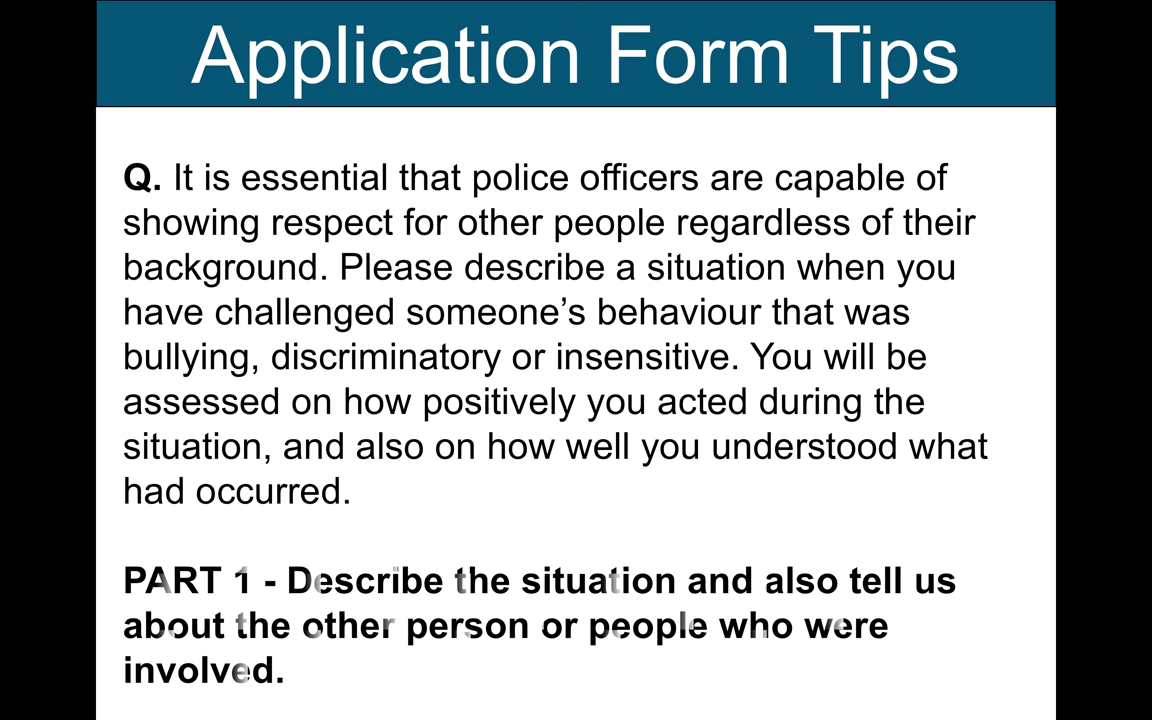 Application Form Tips
Q. It is essential that police officers are capable of
showing respect for other people regardless of their
background. Please describe a situation when you
have challenged someone’s behaviour that was
bullying, discriminatory or insensitive. You will be
assessed on how positively you acted during the
situation, and also on how well you understood what
had occurred.
PART 1 - Describe the situation and also tell us
about the other person or people who were
involved.